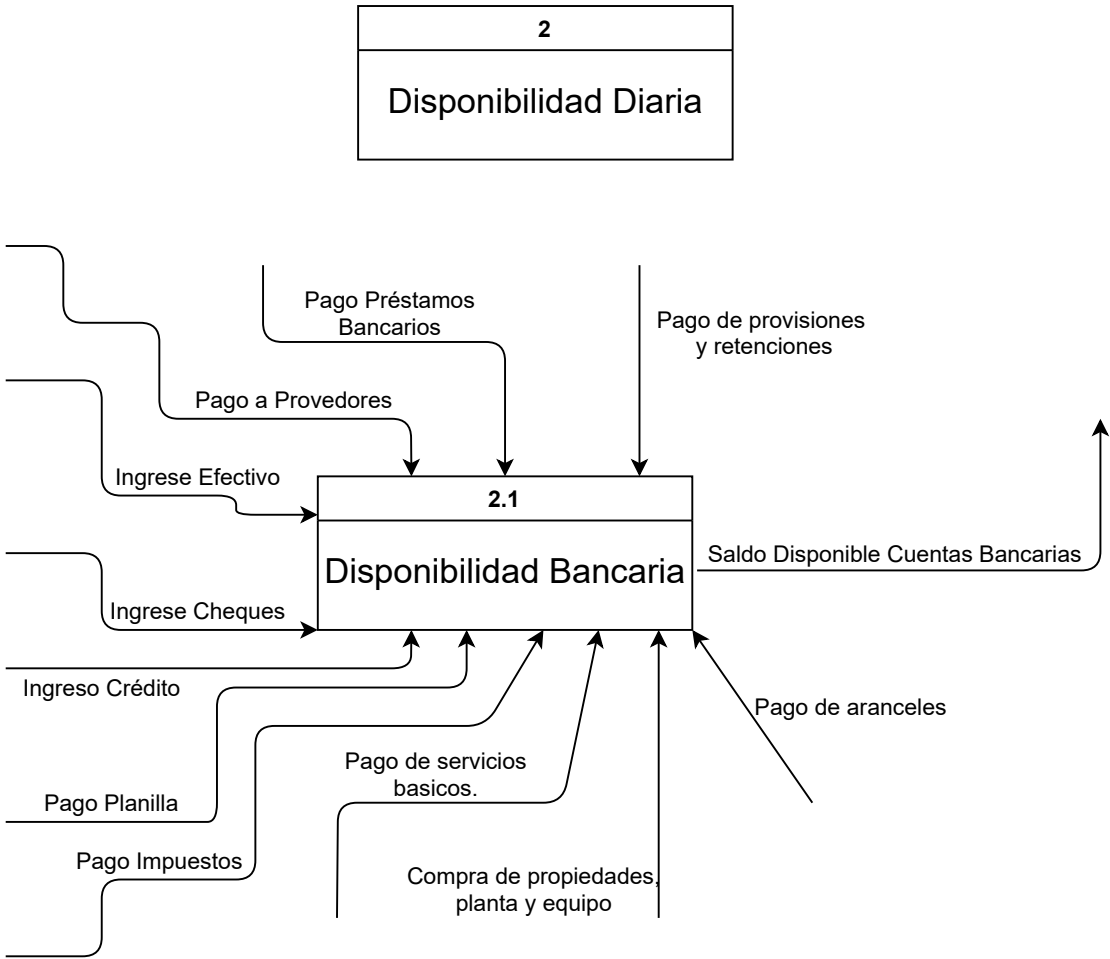 2
Disponibilidad Diaria
Pago Préstamos
Bancarios
Pago de provisiones
y retenciones
Pago a Provedores
Ingrese Efectivo
2.1
Disponibilidad Bancaria
Saldo Disponible Cuentas Bancarias
Ingrese Cheques
Ingreso Crédito
Pago de aranceles
Pago de servicios
basicos.
Pago Planilla
Pago Impuestos
Compra de propiedades,
planta y equipo